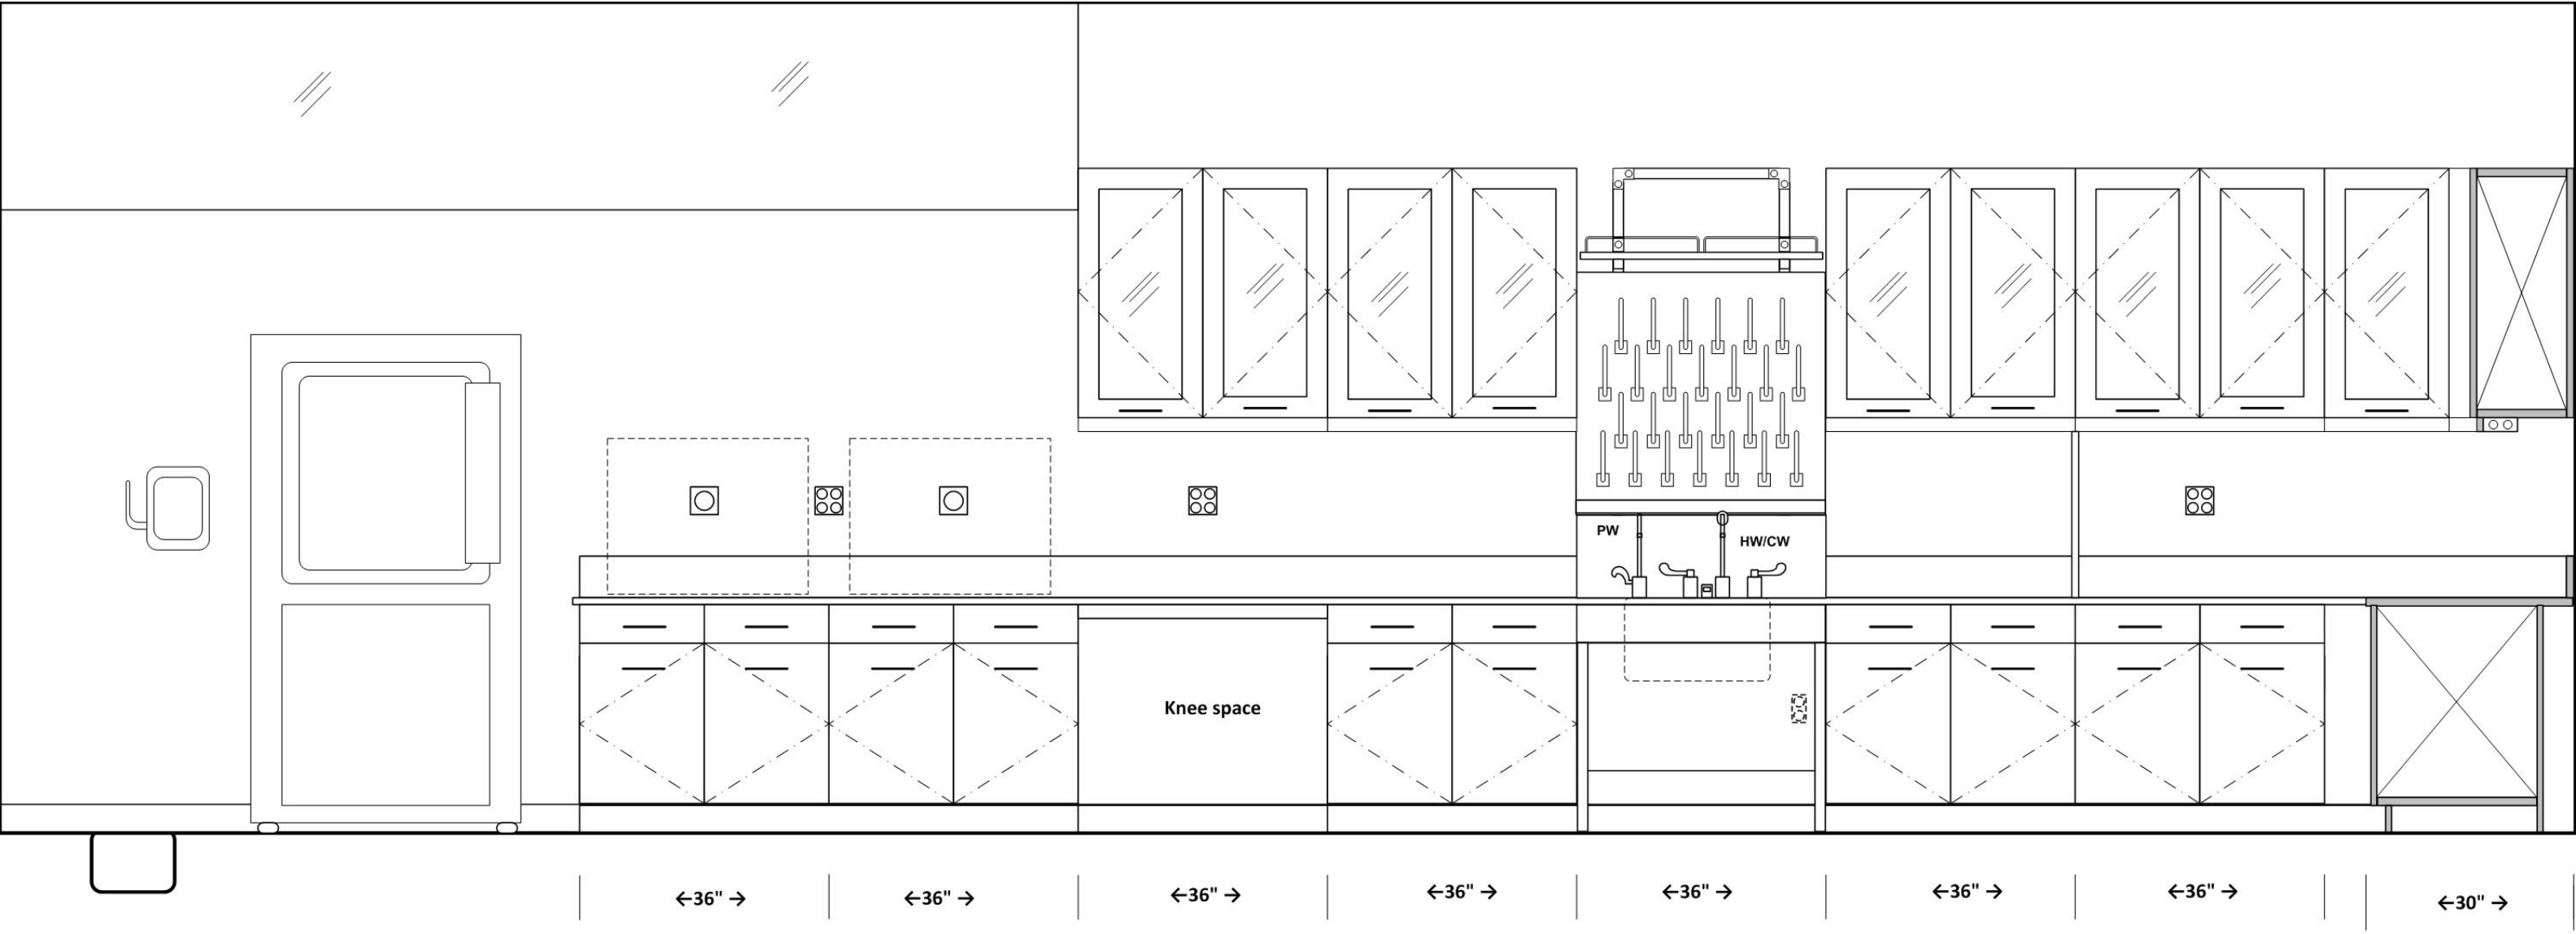 PW
HW/CW
Knee space
←36" →
←36" →
←36" →
←36" →
←36" →
←36" →
←36" →
←30" →